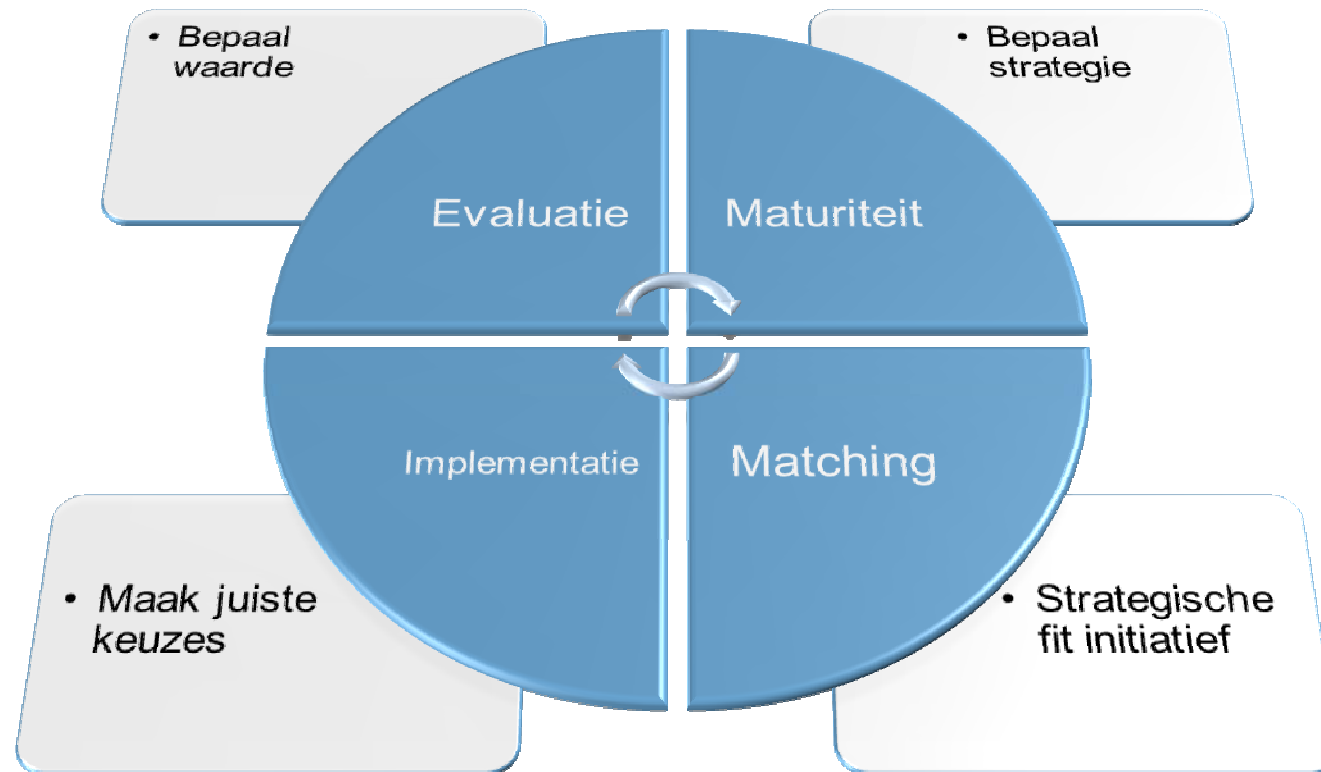 • Bepaal
waarde
• Bepaal
strategie
Evaluatie
Maturiteit
Implementatie
Matching
• Maak juiste
keuzes
• Strategische
fit initiatief